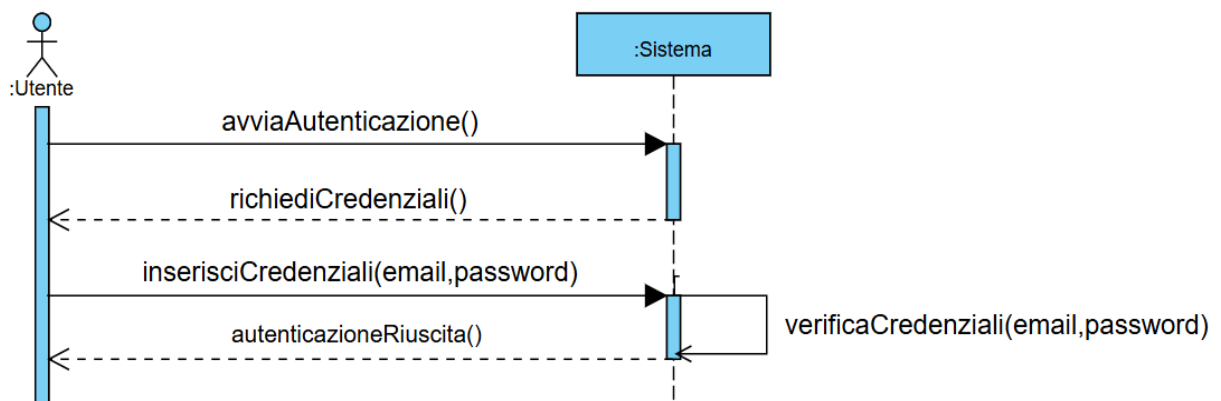 :Sistema
:Utente
avviaAutenticazione()
richiediCredenziali()
inserisciCredenziali(email,password)
verificaCredenziali(email,password)
autenticazioneRiuscita()